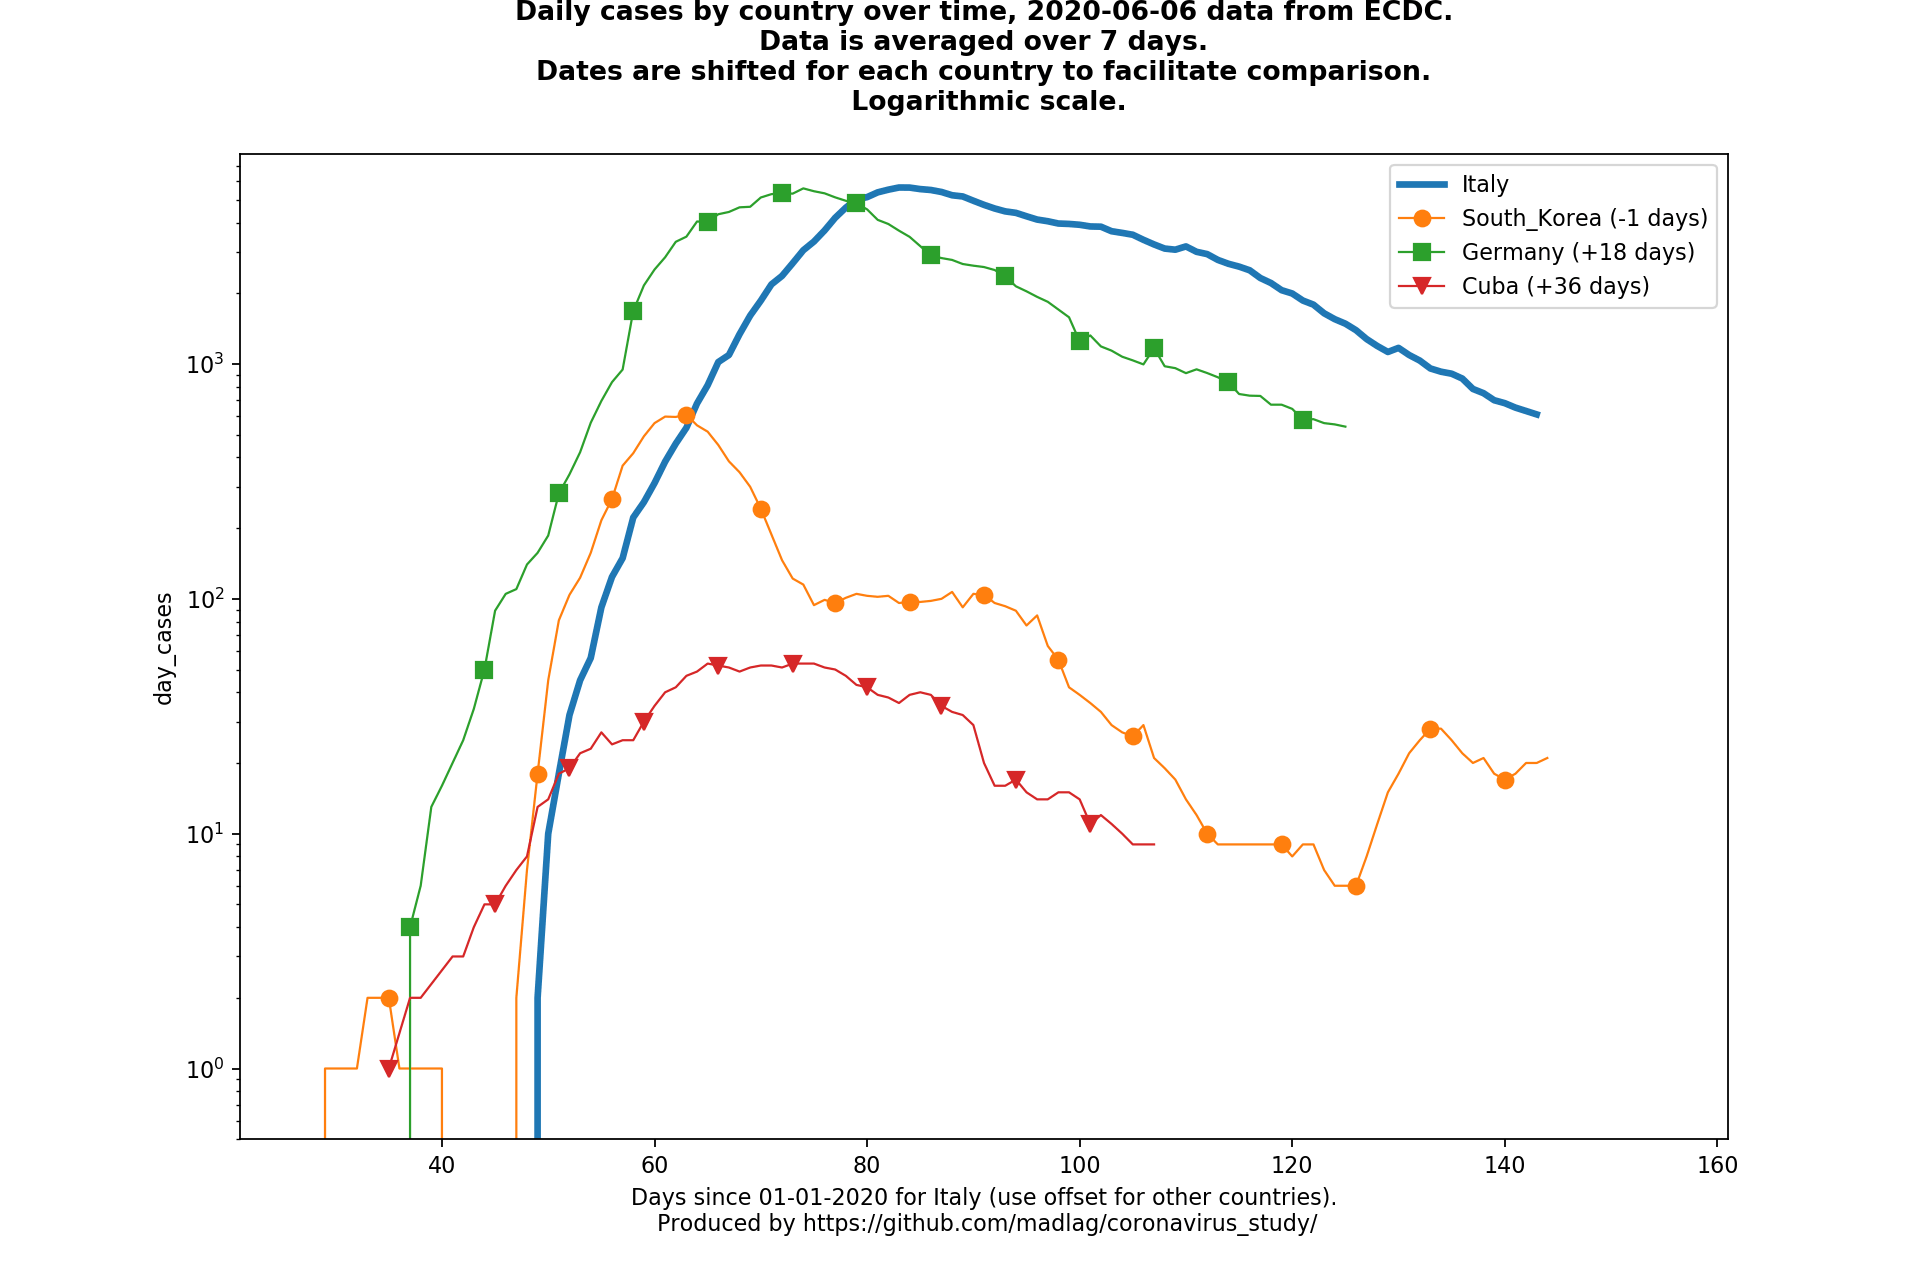 Daily cases by country over time, 2020-06-06 data from ECDC.
Data is averaged over 7 days.
Dates are shifted for each country to facilitate comparison.
Logarithmic scale.
Italy
South_Korea (-1 days)
Germany (+18 days)
Cuba (+36 days)
day_cases
10³
10²
10¹
10⁰
40 60 80 100 120 140 160
Days since 01-01-2020 for Italy (use offset for other countries).
Produced by https://github.com/madlag/coronavirus_study/